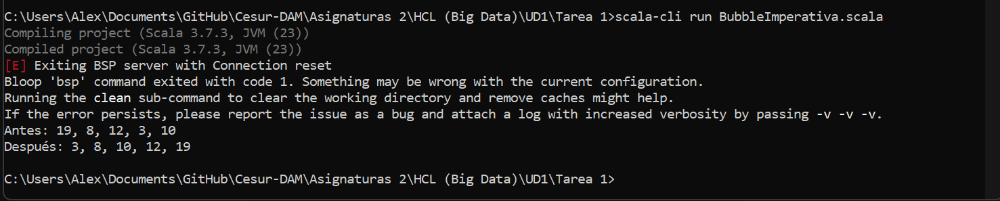 C:\Users\Alex\Documents\GitHub\Cesur-DAM\Asignaturas 2\HCL (Big Data)\UD1\Tarea 1>scala-cli run BubbleImperativa.scala
Compiling project (Scala 3.7.3, JVM (23))
Compiled project (Scala 3.7.3, JVM (23))
[E] Exiting BSP server with Connection reset
Bloop 'bsp' command exited with code 1. Something may be wrong with the current configuration.
Running the clean sub-command to clear the working directory and remove caches might help.
If the error persists, please report the issue as a bug and attach a log with increased verbosity by passing -v -v -v.
Antes: 19, 8, 12, 3, 10
Después: 3, 8, 10, 12, 19
C:\Users\Alex\Documents\GitHub\Cesur-DAM\Asignaturas 2\HCL (Big Data)\UD1\Tarea 1>